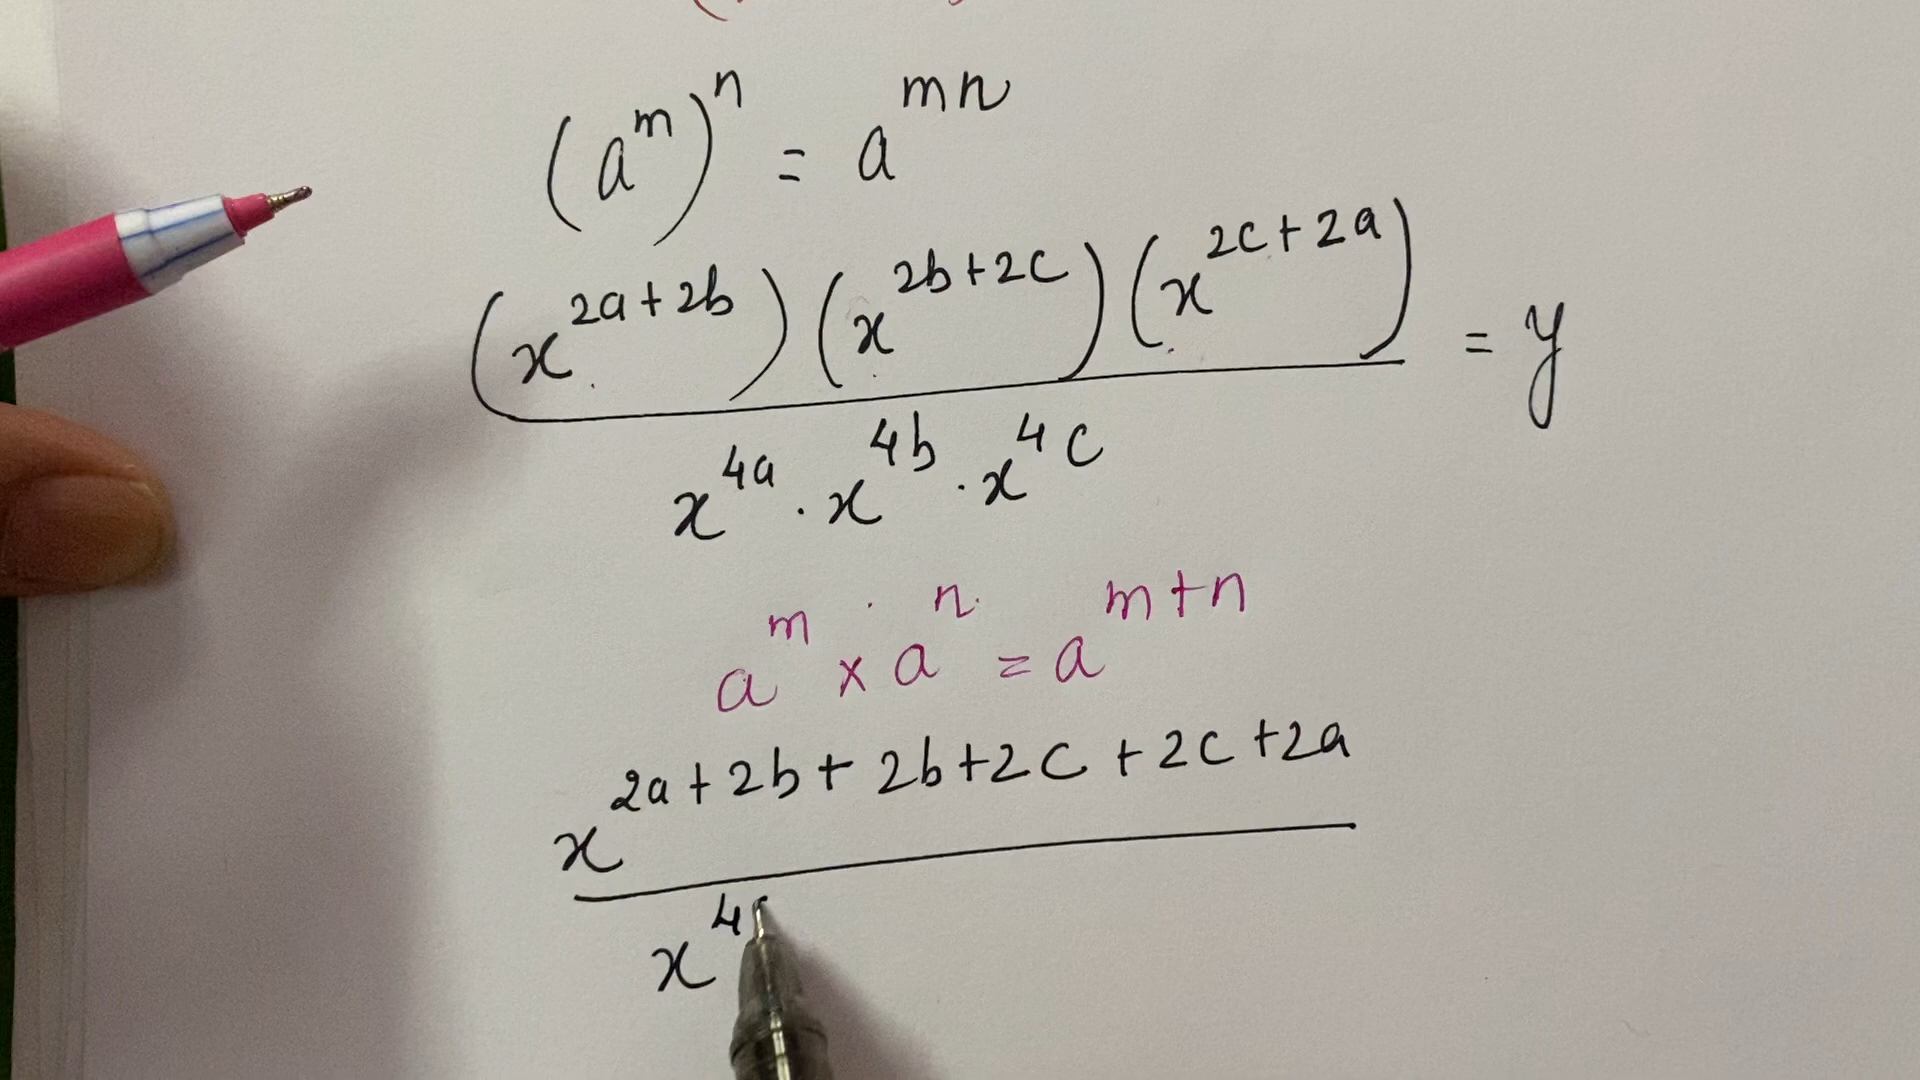 (a^m)^n = a^mn
(x^2a+2b)(x^2b+2c)(x^2c+2a) = y
x^4a . x^4b . x^4c
a^m x a^n = a^m+n
x^2a+2b+2b+2c+2c+2a
x^4